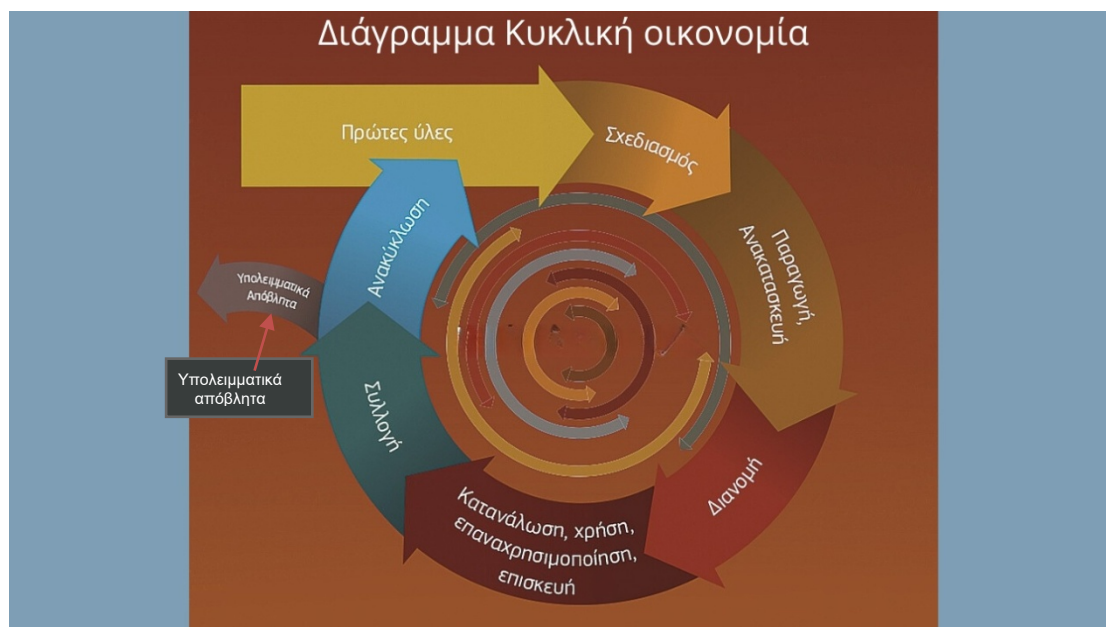 Διάγραμμα Κυκλική οικονομία
Πρώτες ύλες
Σχεδιασμός
Παραγωγή,
Ανακατασκευή
Διανομή
Κατανάλωση, χρήση,
επαναχρησιμοποίηση,
επισκευή
Συλλογή
Ανακύκλωση
Υπολειμματικά
Απόβλητα
Υπολειμματικά
απόβλητα